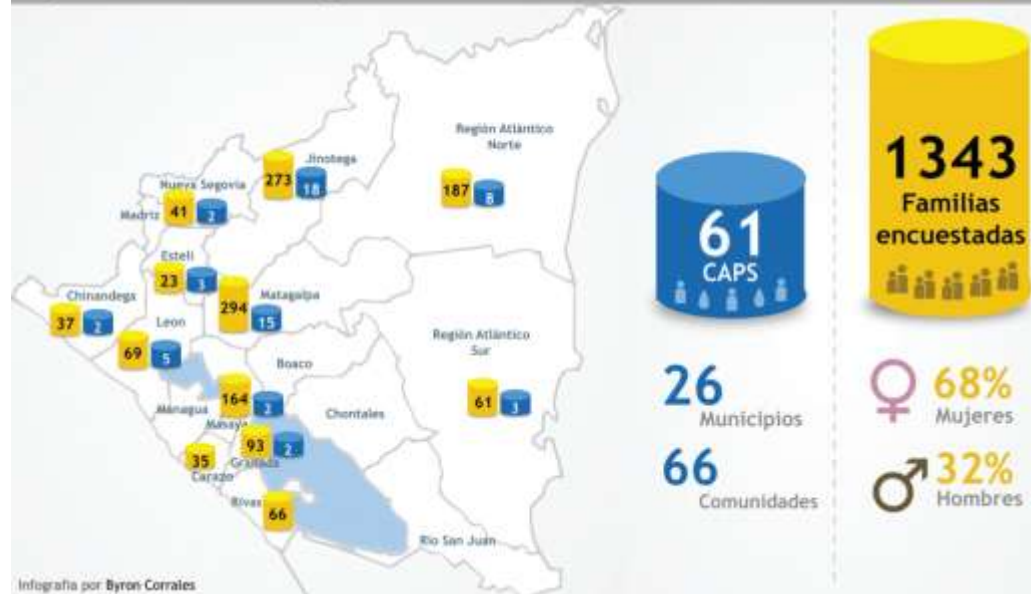 Región Atlántico
Norte
Jinotega
273
18
187
8
Nueva Segovia
Madriz
41
2
Estelí
23
3
Chinandega
37
2
294
Matagalpa
15
Leon
69
5
Región Atlántico
Sur
61
3
Boaco
Managua
164
Masaya
Chontales
93
2
Granada
35
Carazo
Rivas
66
Rio San Juan
61
CAPS
26
Municipios
66
Comunidades
1343
Familias
encuestadas
68%
Mujeres
32%
Hombres
Infografía por Byron Corrales